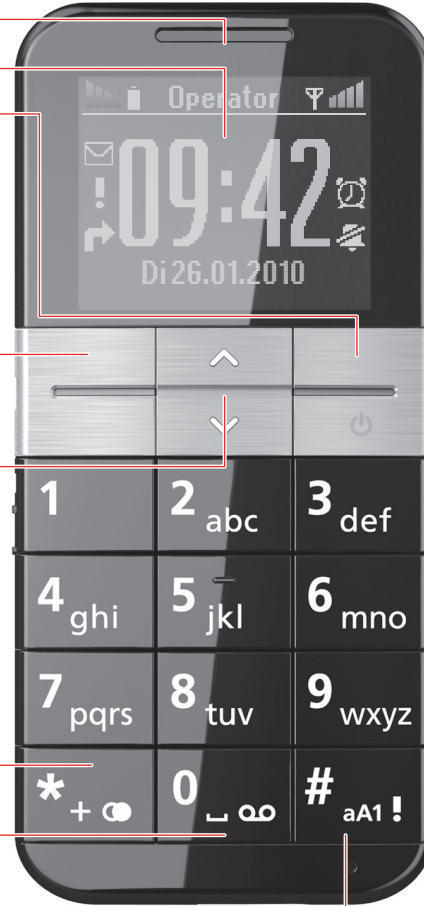 Operator
09:42
Di 26.01.2010
1 2 abc 3 def
4 ghi 5 jkl 6 mno
7 pqrs 8 tuv 9 wxyz
* + 0 # aA1 !